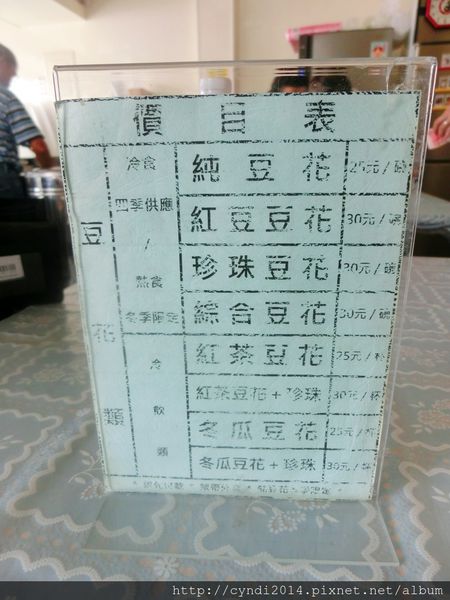 價目表
豆花類
冷食
四季供應
/
熱食
冬季限定
純豆花 25元/碗
紅豆豆花 30元/碗
珍珠豆花 30元/碗
綜合豆花 30元/碗
冷飲類
紅茶豆花 25元/杯
紅茶豆花+珍珠 30元/杯
冬瓜豆花 25元/杯
冬瓜豆花+珍珠 30元/杯
http://cyndi2014.pixnet.net/album